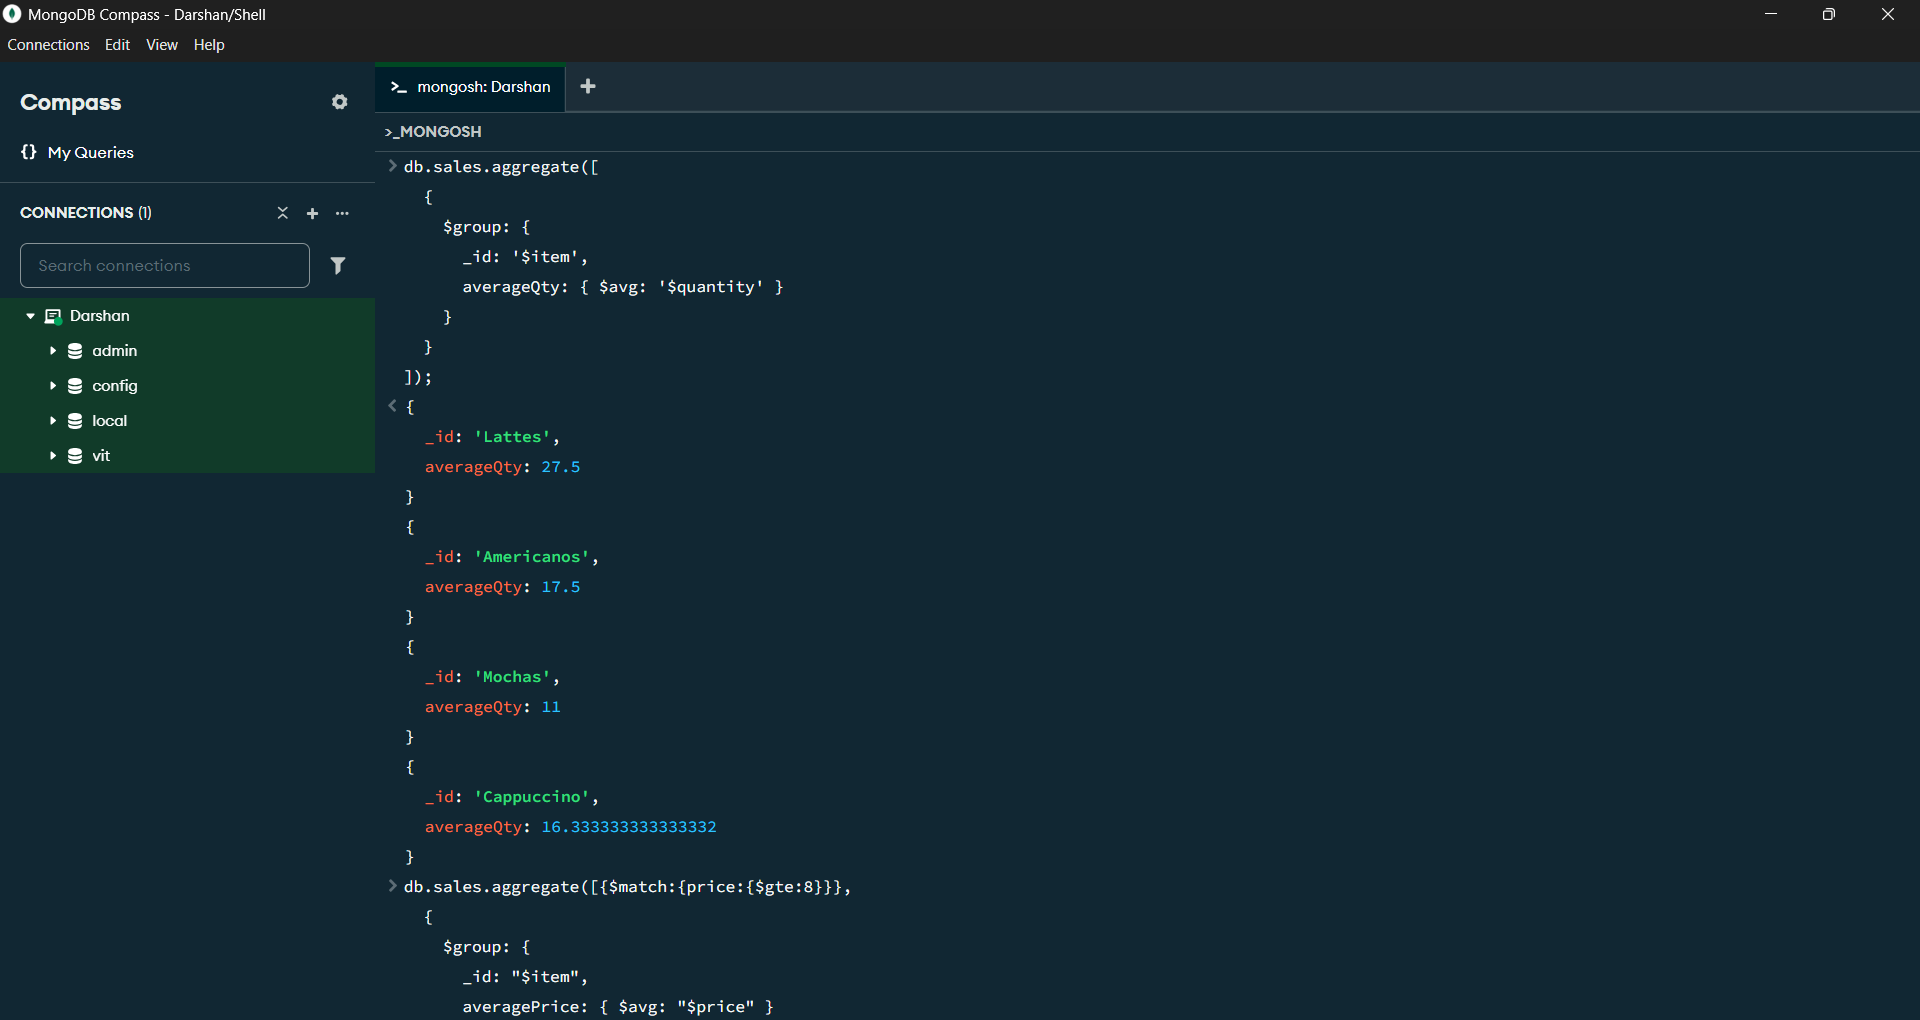 MongoDB Compass - Darshan/Shell
Connections Edit View Help
Compass
{} My Queries
CONNECTIONS (1)
Search connections
Darshan
admin
config
local
vit
>_ mongosh: Darshan
>_MONGOSH
> db.sales.aggregate([
{
$group: {
_id: '$item',
averageQty: { $avg: '$quantity' }
}
}
]);
< {
_id: 'Lattes',
averageQty: 27.5
}
{
_id: 'Americanos',
averageQty: 17.5
}
{
_id: 'Mochas',
averageQty: 11
}
{
_id: 'Cappuccino',
averageQty: 16.333333333333332
}
> db.sales.aggregate([{$match:{price:{$gte:8}}},
{
$group: {
_id: "$item",
averagePrice: { $avg: "$price" }